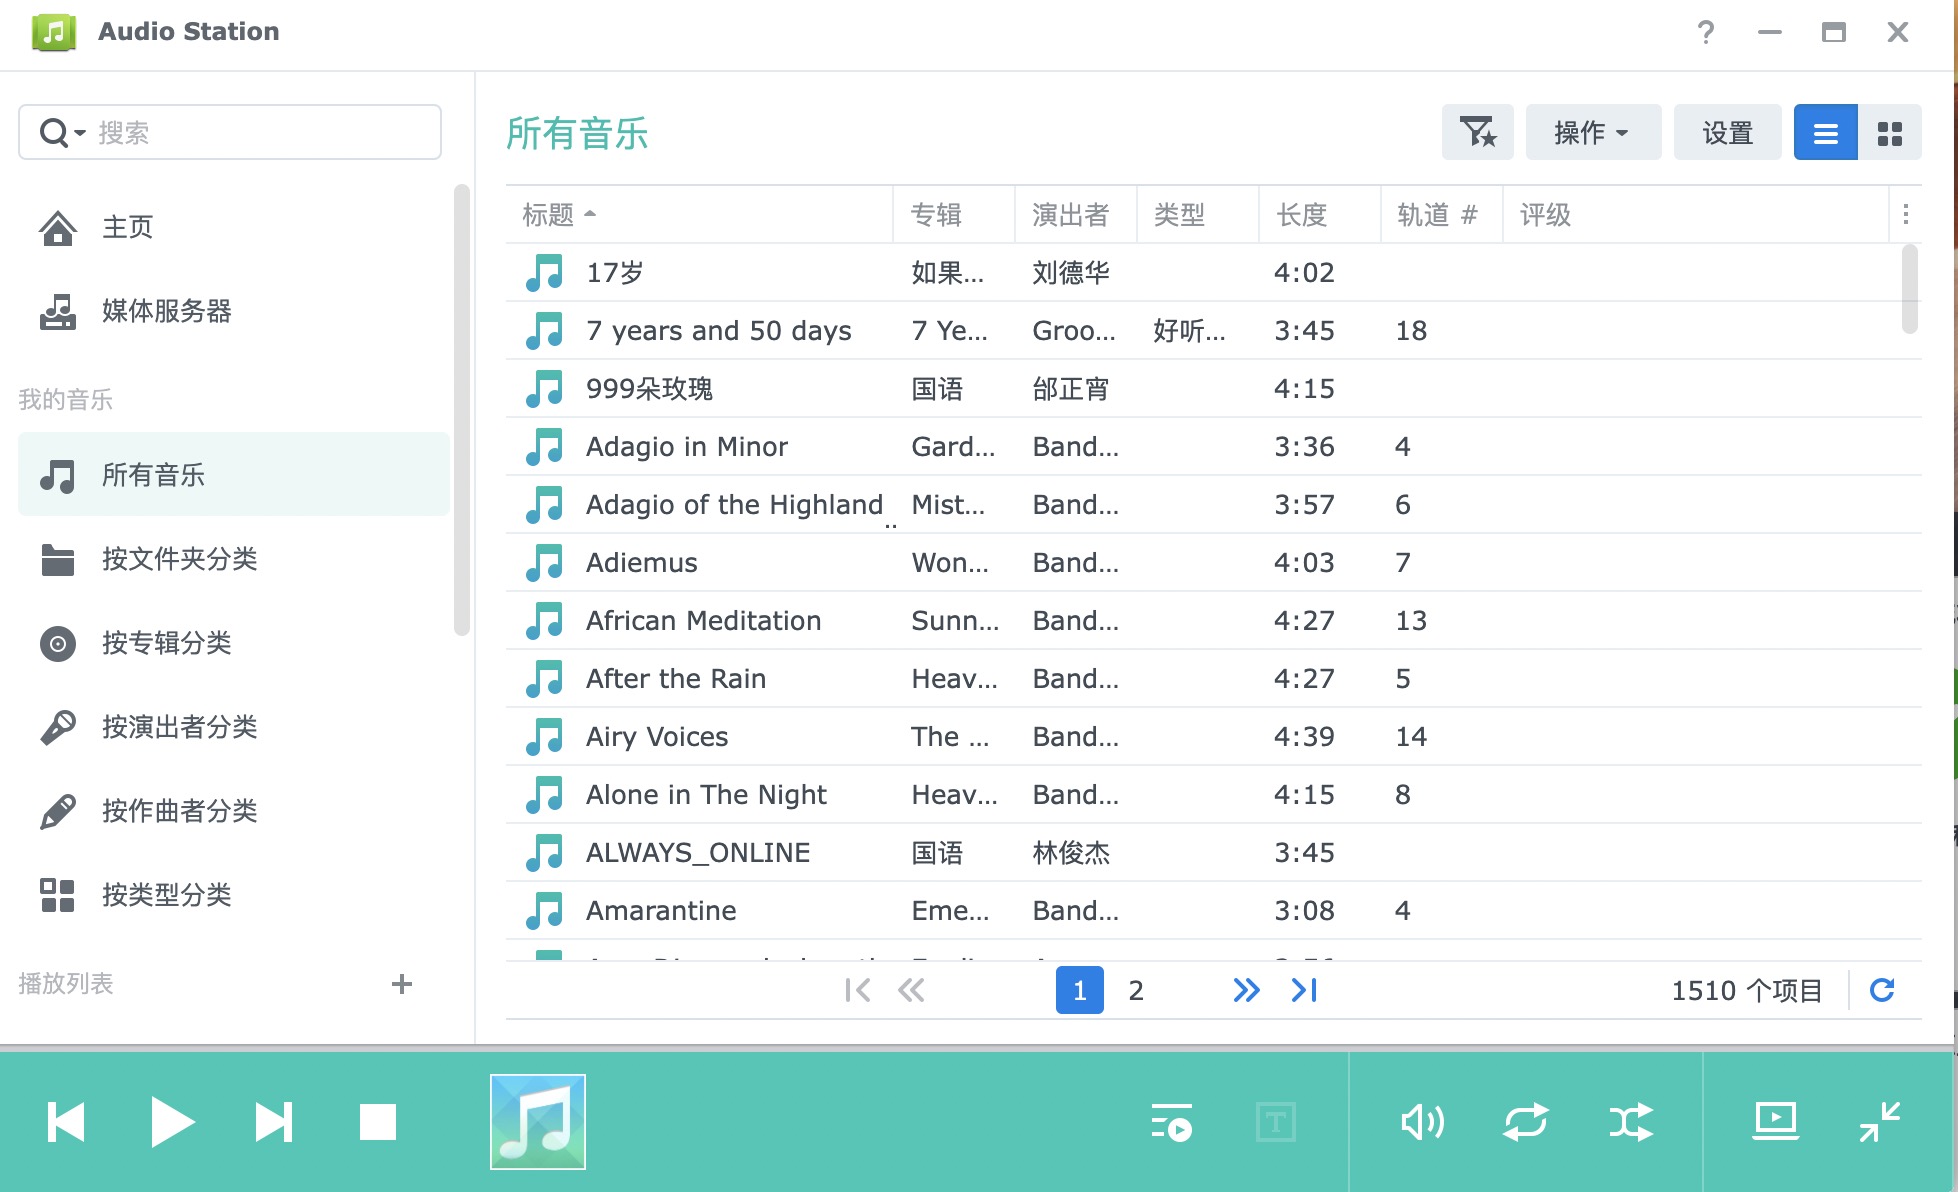 Audio Station
搜索
主页
媒体服务器
我的音乐
所有音乐
按文件夹分类
按专辑分类
按演出者分类
按作曲者分类
按类型分类
播放列表
所有音乐
操作
设置
标题 专辑 演出者 类型 长度 轨道 # 评级
17岁 如果... 刘德华 4:02
7 years and 50 days 7 Ye... Groo... 好听... 3:45 18
999朵玫瑰 国语 邰正宵 4:15
Adagio in Minor Gard... Band... 3:36 4
Adagio of the Highland.. Mist... Band... 3:57 6
Adiemus Won... Band... 4:03 7
African Meditation Sunn... Band... 4:27 13
After the Rain Heav... Band... 4:27 5
Airy Voices The ... Band... 4:39 14
Alone in The Night Heav... Band... 4:15 8
ALWAYS_ONLINE 国语 林俊杰 3:45
Amarantine Eme... Band... 3:08 4
1 2
1510 个项目